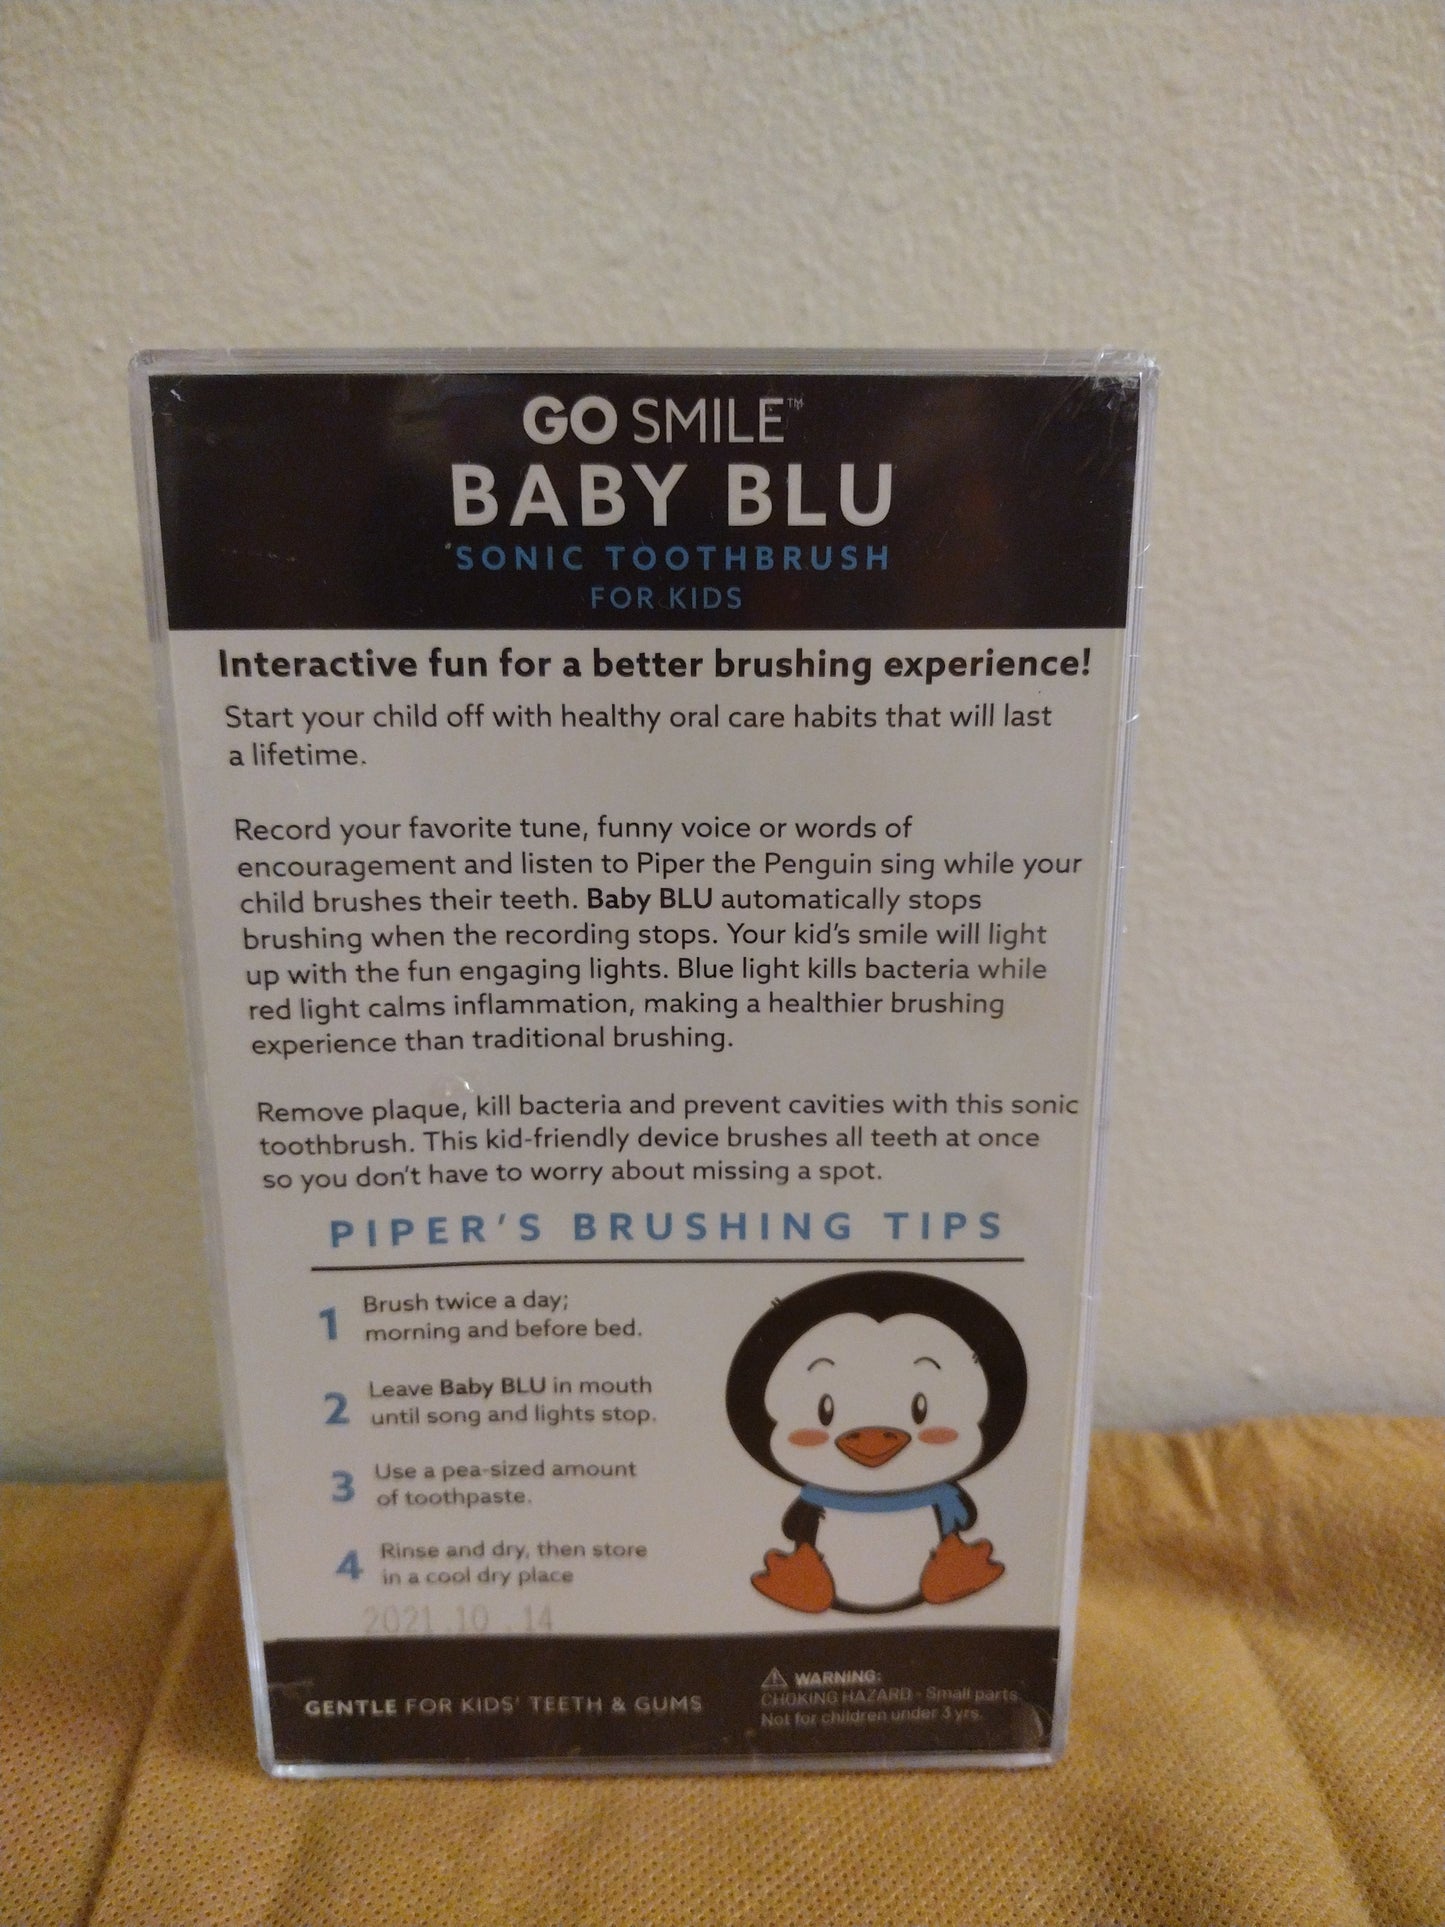 GO SMILE™
BABY BLU
SONIC TOOTHBRUSH
FOR KIDS
Interactive fun for a better brushing experience!
Start your child off with healthy oral care habits that will last
a lifetime.
Record your favorite tune, funny voice or words of
encouragement and listen to Piper the Penguin sing while your
child brushes their teeth. Baby BLU automatically stops
brushing when the recording stops. Your kid's smile will light
up with the fun engaging lights. Blue light kills bacteria while
red light calms inflammation, making a healthier brushing
experience than traditional brushing.
Remove plaque, kill bacteria and prevent cavities with this sonic
toothbrush. This kid-friendly device brushes all teeth at once
so you don't have to worry about missing a spot.
PIPER'S BRUSHING TIPS
1 Brush twice a day;
morning and before bed.
2 Leave Baby BLU in mouth
until song and lights stop.
3 Use a pea-sized amount
of toothpaste.
4 Rinse and dry, then store
in a cool dry place
2021.10.14
GENTLE FOR KIDS' TEETH & GUMS
WARNING:
CHOKING HAZARD - Small parts
Not for children under 3 yrs.